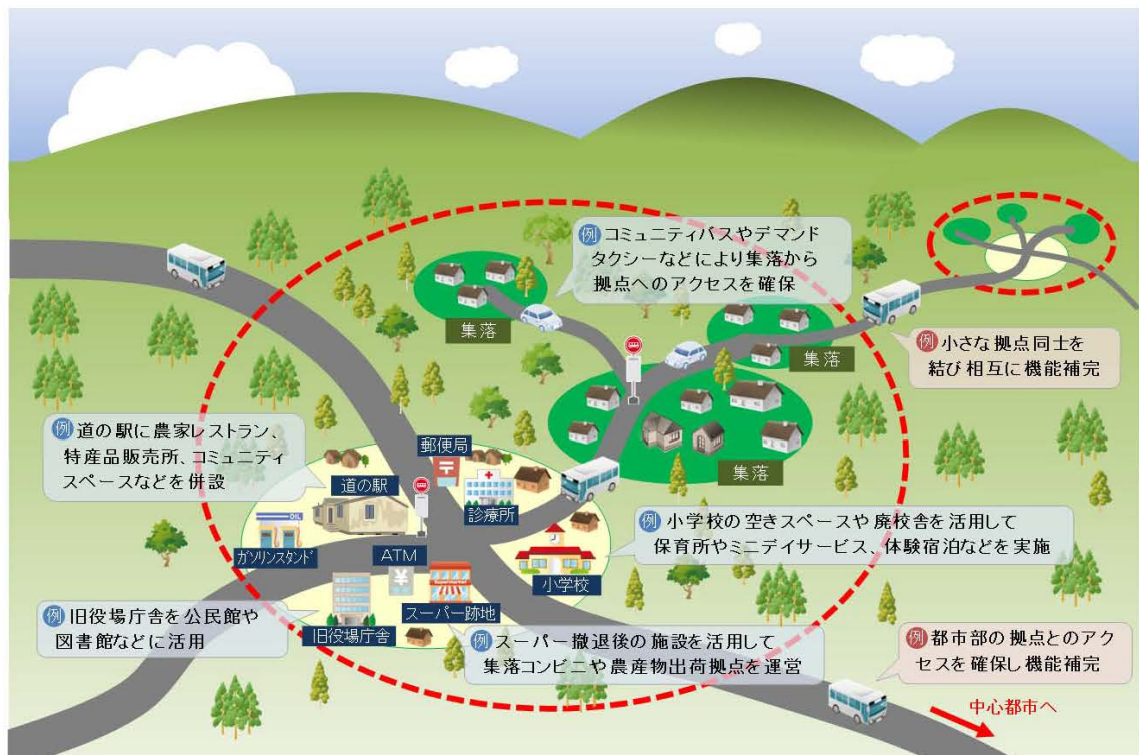 例 コミュニティバスやデマンド
タクシーなどにより集落から
拠点へのアクセスを確保
集落
集落
例 小さな拠点同士を
結び相互に機能補完
例 道の駅に農家レストラン、
特産品販売所、コミュニティ
スペースなどを併設
郵便局
集落
道の駅
診療所
OIL
例 小学校の空きスペースや廃校舎を活用して
保育所やミニデイサービス、体験宿泊などを実施
ガソリンスタンド
ATM
小学校
スーパー跡地
例 旧役場庁舎を公民館や
図書館などに活用
旧役場庁舎
例 スーパー撤退後の施設を活用して
集落コンビニや農産物出荷拠点を運営
例 都市部の拠点とのアク
セスを確保し機能補完
中心都市へ